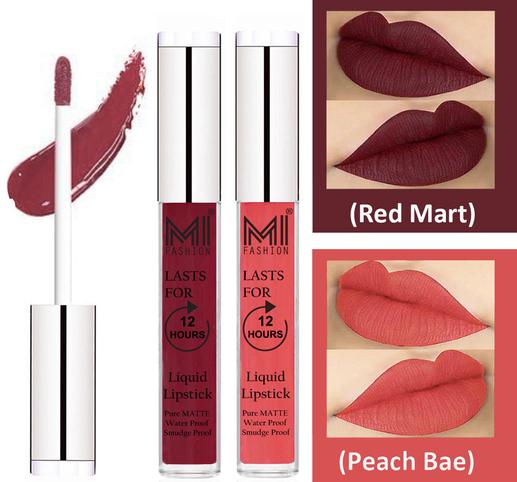 MI®
FASHION
LASTS
FOR
12
HOURS
Liquid
Lipstick
Pure MATTE
Water Proof
Smudge Proof
MI®
FASHION
LASTS
FOR
12
HOURS
Liquid
Lipstick
Pure MATTE
Water Proof
Smudge Proof
(Red Mart)
(Peach Bae)